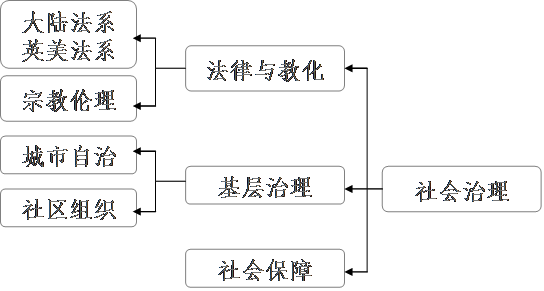 大陆法系
英美法系
宗教伦理
法律与教化
城市自治
社区组织
基层治理
社会治理
社会保障